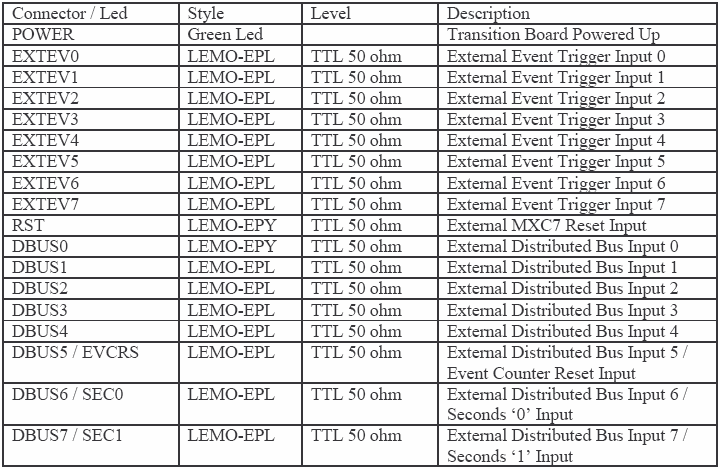 Connector / Led Style Level Description
POWER Green Led Transition Board Powered Up
EXTEV0 LEMO-EPL TTL 50 ohm External Event Trigger Input 0
EXTEV1 LEMO-EPL TTL 50 ohm External Event Trigger Input 1
EXTEV2 LEMO-EPL TTL 50 ohm External Event Trigger Input 2
EXTEV3 LEMO-EPL TTL 50 ohm External Event Trigger Input 3
EXTEV4 LEMO-EPL TTL 50 ohm External Event Trigger Input 4
EXTEV5 LEMO-EPL TTL 50 ohm External Event Trigger Input 5
EXTEV6 LEMO-EPL TTL 50 ohm External Event Trigger Input 6
EXTEV7 LEMO-EPL TTL 50 ohm External Event Trigger Input 7
RST LEMO-EPY TTL 50 ohm External MXC7 Reset Input
DBUS0 LEMO-EPY TTL 50 ohm External Distributed Bus Input 0
DBUS1 LEMO-EPL TTL 50 ohm External Distributed Bus Input 1
DBUS2 LEMO-EPL TTL 50 ohm External Distributed Bus Input 2
DBUS3 LEMO-EPL TTL 50 ohm External Distributed Bus Input 3
DBUS4 LEMO-EPL TTL 50 ohm External Distributed Bus Input 4
DBUS5 / EVCRS LEMO-EPL TTL 50 ohm External Distributed Bus Input 5 /
Event Counter Reset Input
DBUS6 / SEC0 LEMO-EPL TTL 50 ohm External Distributed Bus Input 6 /
Seconds ‘0’ Input
DBUS7 / SEC1 LEMO-EPL TTL 50 ohm External Distributed Bus Input 7 /
Seconds ‘1’ Input